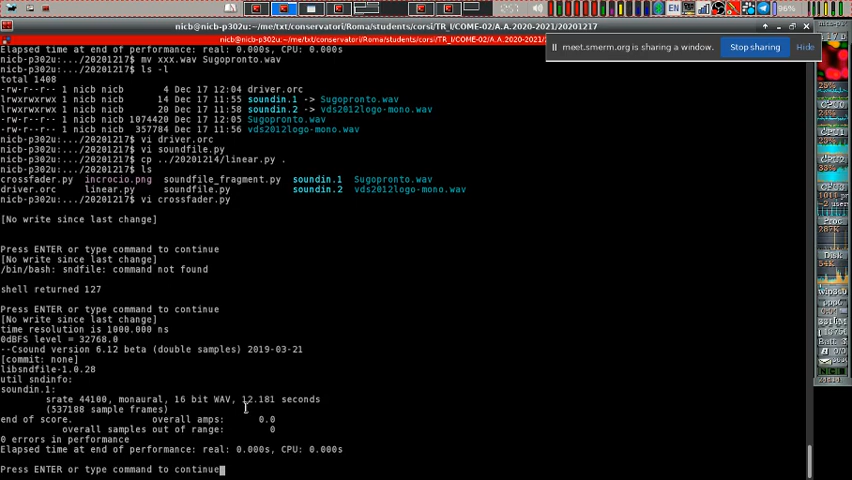 12:57
EN
96%
nicb@nicb-p302u: ~/me/txt/conservatori/Roma/students/corsi/TR_I/COME-02/A.A.2020-2021/20201217
meet.smerm.org is sharing a window.
Stop sharing
Hide
Elapsed time at end of performance: real: 0.000s, CPU: 0.000s
nicb-p302u:.../20201217$ mv xxx.wav Sugopronto.wav
nicb-p302u:.../20201217$ ls -l
total 1408
-rw-r--r-- 1 nicb nicb       4 Dec 17 12:04 driver.orc
lrwxrwxrwx 1 nicb nicb      14 Dec 17 11:55 soundin.1 -> Sugopronto.wav
lrwxrwxrwx 1 nicb nicb      20 Dec 17 11:58 soundin.2 -> vds2012logo-mono.wav
-rw-r--r-- 1 nicb nicb 1074420 Dec 17 12:05 Sugopronto.wav
-rw-r--r-- 1 nicb nicb  357784 Dec 17 11:56 vds2012logo-mono.wav
nicb-p302u:.../20201217$ vi driver.orc
nicb-p302u:.../20201217$ vi soundfile.py
nicb-p302u:.../20201217$ cp ../20201214/linear.py .
nicb-p302u:.../20201217$ ls
crossfader.py  incrocio.png  soundfile_fragment.py  soundin.1  Sugopronto.wav
driver.orc  linear.py  soundfile.py  soundin.2  vds2012logo-mono.wav
nicb-p302u:.../20201217$ vi crossfader.py
[No write since last change]
Press ENTER or type command to continue
[No write since last change]
/bin/bash: sndfile: command not found
shell returned 127
Press ENTER or type command to continue
[No write since last change]
time resolution is 1000.000 ns
0dBFS level = 32768.0
--Csound version 6.12 beta (double samples) 2019-03-21
[commit: none]
libsndfile-1.0.28
util sndinfo:
soundin.1:
srate 44100, monaural, 16 bit WAV, 12.181 seconds
(537188 sample frames)
end of score.  overall amps:  0.0
overall samples out of range:  0
0 errors in performance
Elapsed time at end of performance: real: 0.000s, CPU: 0.000s
Press ENTER or type command to continue
CPU0
Proc
Disk